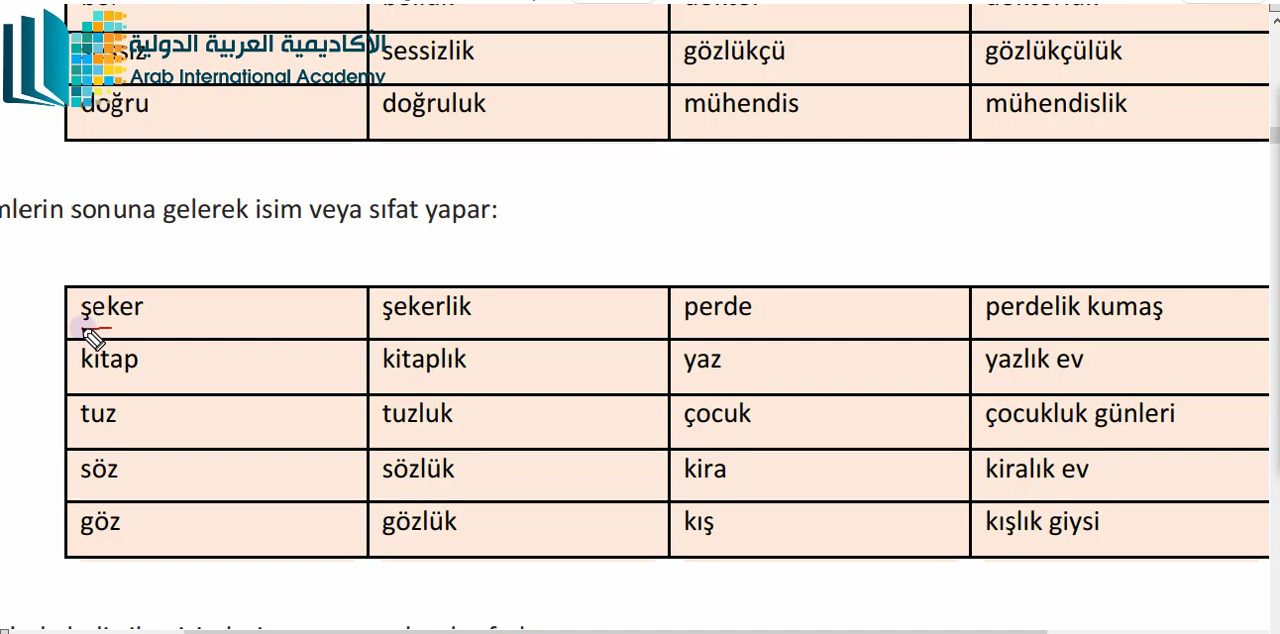 الأكاديمية العربية الدولية
Arab International Academy
sessizlik gözlükçü gözlükçülük
doğru doğruluk mühendis mühendislik
mlerin sonuna gelerek isim veya sıfat yapar:
şeker şekerlik perde perdelik kumaş
kitap kitaplık yaz yazlık ev
tuz tuzluk çocuk çocukluk günleri
söz sözlük kira kiralık ev
göz gözlük kış kışlık giysi